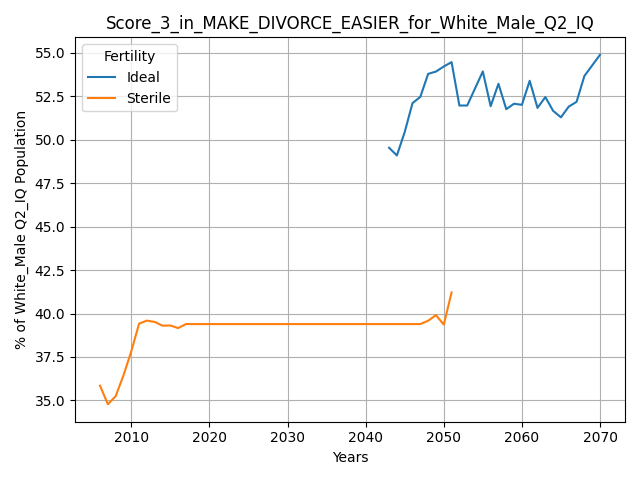 Score_3_in_MAKE_DIVORCE_EASIER_for_White_Male_Q2_IQ
Fertility
Ideal
Sterile
% of White_Male Q2_IQ Population
55.0
52.5
50.0
47.5
45.0
42.5
40.0
37.5
35.0
2010
2020
2030
2040
2050
2060
2070
Years